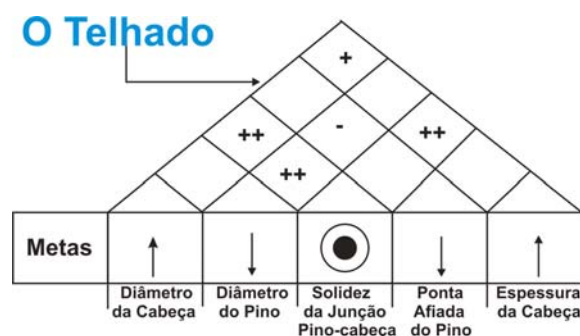 O Telhado
+
++ - ++
++
Metas
Diâmetro da Cabeça
Diâmetro do Pino
Solidez da Junção Pino-cabeça
Ponta Afiada do Pino
Espessura da Cabeça